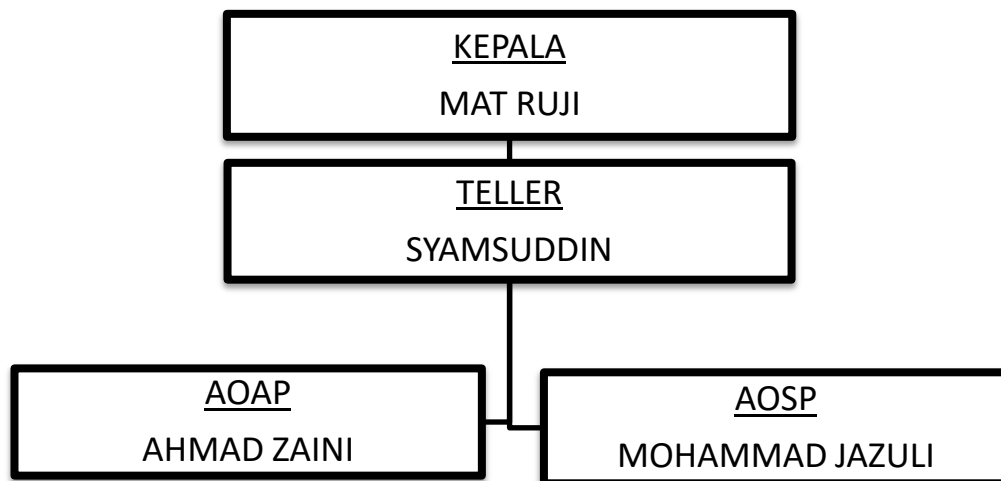 KEPALA
MAT RUJI
TELLER
SYAMSUDDIN
AOAP
AHMAD ZAINI
AOSP
MOHAMMAD JAZULI